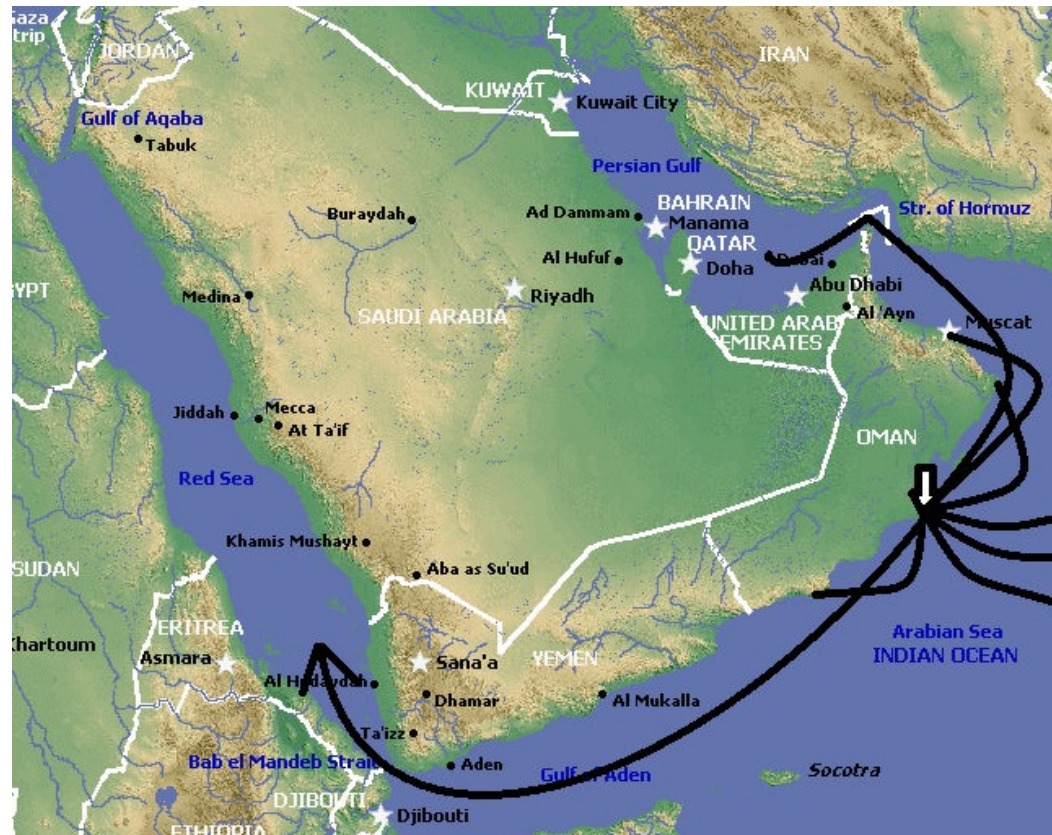 Gaza
trip
JORDAN
Gulf of Aqaba
Tabuk
IRAN
KUWAIT
Kuwait City
Persian Gulf
Str. of Hormuz
BAHRAIN
Manama
Ad Dammam
Buraydah
QATAR
Doha
Al Hufuf
Dubai
Abu Dhabi
Al 'Ayn
UNITED ARAB
EMIRATES
Muscat
YPT
Medina
SAUDI ARABIA
Riyadh
Jiddah
Mecca
At Ta'if
OMAN
Red Sea
Khamis Mushayt
Aba as Su'ud
SUDAN
Khartoum
ERITREA
Asmara
Sana'a
YEMEN
Arabian Sea
INDIAN OCEAN
Al Hudaydah
Dhamar
Al Mukalla
Ta'izz
Bab el Mandeb Strait
Aden
Gulf of Aden
Socotra
DJIBOUTI
Djibouti
ETHIOPIA